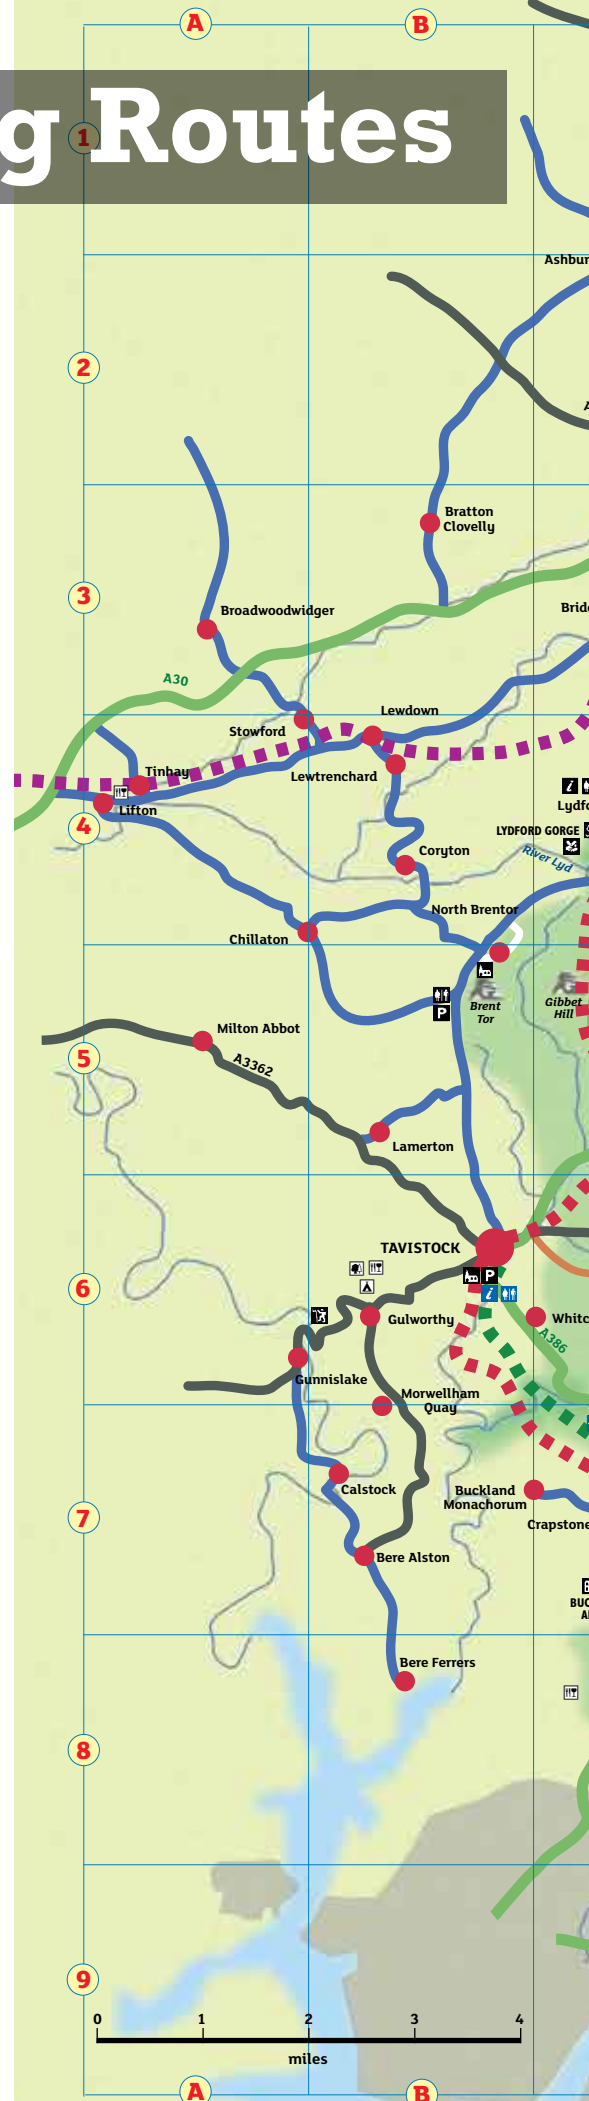 A
B
g Routes
1
Ashbur
2
A
Bratton
Clovelly
3
Broadwoodwidger
Brid
A30
Lewdown
Stowford
Tinhay
Lewtrenchard
i
Lydfo
Lifton
4
LYDFORD GORGE
Coryton
River Lyd
North Brentor
Chillaton
Brent
Tor
Gibbet
Hill
P
Milton Abbot
5
A3362
Lamerton
TAVISTOCK
P
6
i
Gulworthy
Whitc
A386
Gunnislake
Morwellham
Quay
Calstock
Buckland
Monachorum
7
Crapstone
Bere Alston
BUC
A
Bere Ferrers
8
9
0 1 2 3 4
miles
A
B